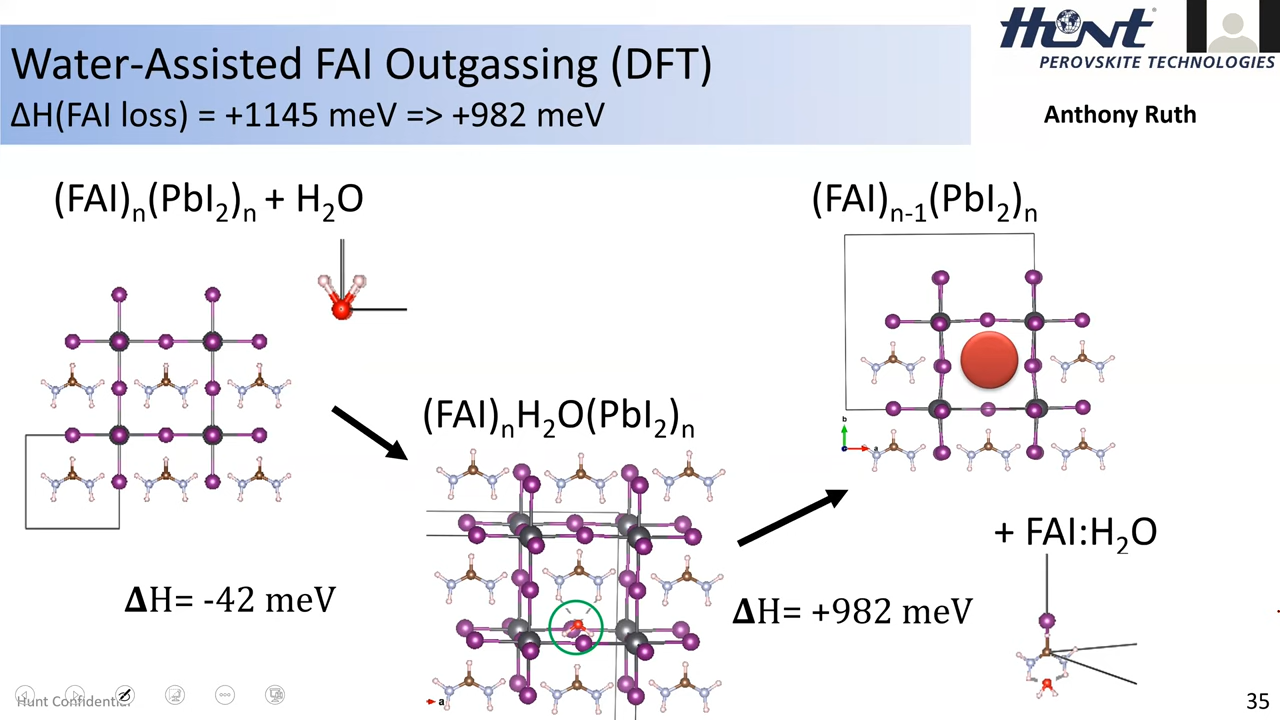 Water-Assisted FAI Outgassing (DFT)
ΔH(FAI loss) = +1145 meV => +982 meV
Hunt
PEROVSKITE TECHNOLOGIES
Anthony Ruth
(FAI)n(PbI2)n + H2O
(FAI)n-1(PbI2)n
(FAI)nH2O(PbI2)n
b
a
+ FAI:H2O
ΔH= -42 meV
ΔH= +982 meV
a
Hunt Confidential
35